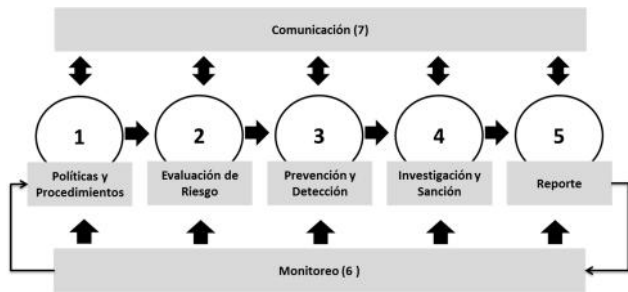 Comunicación (7)
1
2
3
4
5
Políticas y
Procedimientos
Evaluación de
Riesgo
Prevención y
Detección
Investigación y
Sanción
Reporte
Monitoreo (6 )